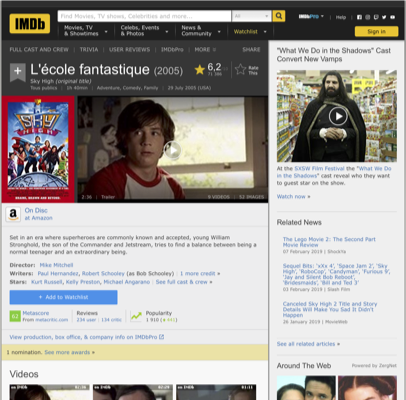 IMDb
Find Movies, TV shows, Celebrities and more...
All
IMDbPro
Help
Movies, TV
& Showtimes
Celebs, Events
& Photos
News &
Community
Watchlist
Sign in
FULL CAST AND CREW | TRIVIA | USER REVIEWS | IMDbPro | MORE
SHARE
L'école fantastique (2005)
Sky High (original title)
Tous publics | 1h 40min | Adventure, Comedy, Family | 29 July 2005 (USA)
6,2
Rate
This
SKY HIGH
2:36 | Trailer
9 VIDEOS | 52 IMAGES
On Disc
at Amazon
Set in an era where superheroes are commonly known and accepted, young William
Stronghold, the son of the Commander and Jetstream, tries to find a balance between being a
normal teenager and an extraordinary being.
Director: Mike Mitchell
Writers: Paul Hernandez, Robert Schooley (as Bob Schooley) | 1 more credit »
Stars: Kurt Russell, Kelly Preston, Michael Angarano | See full cast & crew »
+ Add to Watchlist
Metascore
From metacritic.com
Reviews
234 user | 134 critic
Popularity
View production, box office, & company info on IMDbPro
1 nomination. See more awards »
Videos
"What We Do in the Shadows" Cast
Convert New Vamps
At the SXSW Film Festival the "What We Do
in the Shadows" cast reveal who they want
to guest star on the show.
Watch now »
Related News
The Lego Movie 2: The Second Part
Movie Review
07 February 2019 | ShockYa
Sequel Bits: 'xXx 4', 'Space Jam 2', 'Sky
High', 'RoboCop', 'Candyman', 'Furious 9',
'Jay and Silent Bob Reboot',
'Bridesmaids', 'Bill and Ted 3'
03 February 2019 | Slash Film
Canceled Sky High 2 Title and Story
Details Will Make You Sad It Didn't
Happen
26 January 2019 | MovieWeb
See all related articles »
Around The Web
Powered by ZergNet